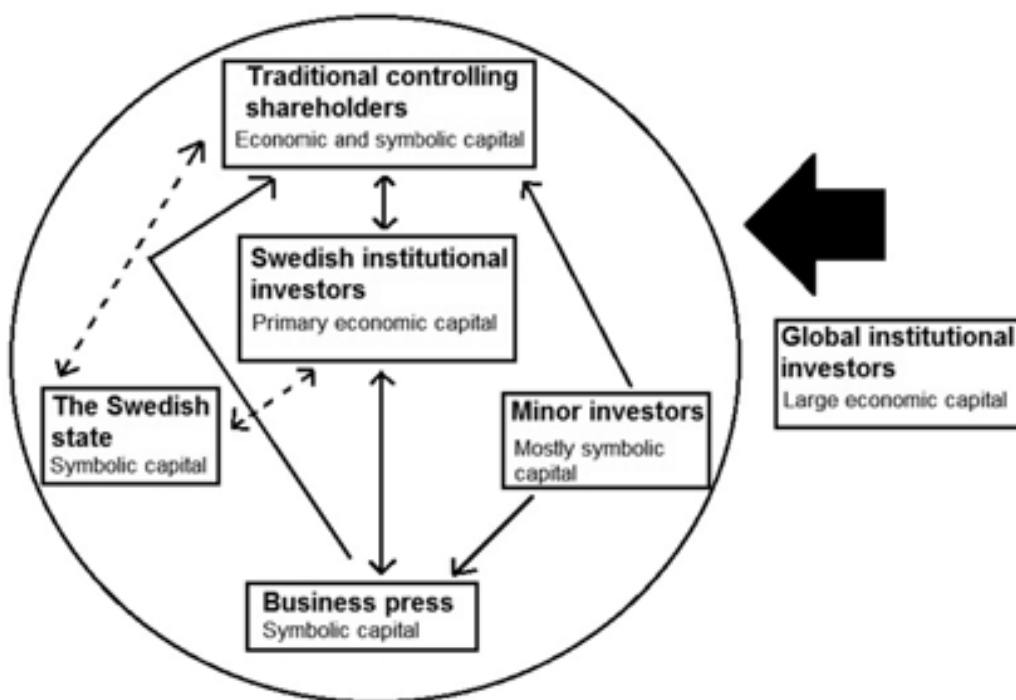 Traditional controlling
shareholders
Economic and symbolic capital
Swedish institutional
investors
Primary economic capital
Global institutional
investors
Large economic capital
The Swedish
state
Symbolic capital
Minor investors
Mostly symbolic
capital
Business press
Symbolic capital